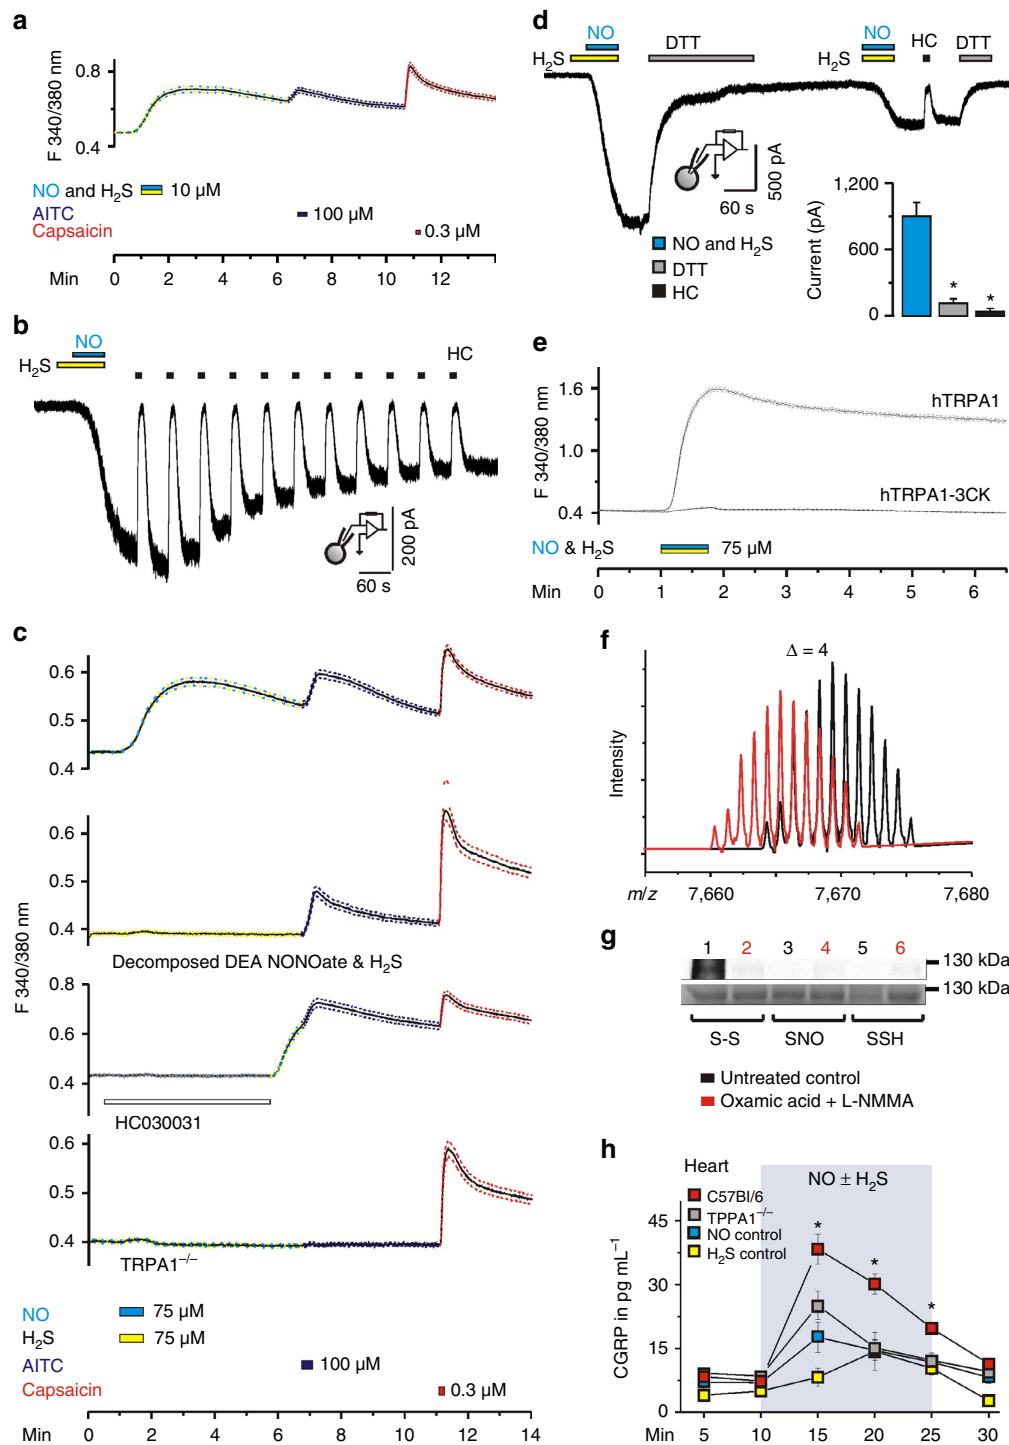 a
0.8
0.4
F 340/380 nm
NO and H2S 10 µM
AITC 100 µM
Capsaicin 0.3 µM
Min 0 2 4 6 8 10 12
b
NO
H2S
HC
200 pA
60 s
c
0.6
0.5
0.4
0.6
0.5
0.4
Decomposed DEA NONOate & H2S
F 340/380 nm
0.8
0.6
0.4
HC030031
0.6
0.5
0.4
TRPA1−/−
NO 75 µM
H2S 75 µM
AITC 100 µM
Capsaicin 0.3 µM
Min 0 2 4 6 8 10 12 14
d
NO DTT NO HC DTT
H2S H2S
500 pA
60 s
NO and H2S
DTT
HC
1,200
600
0
Current (pA)
* *
e
1.6
1.0
0.4
F 340/380 nm
hTRPA1
hTRPA1-3CK
NO & H2S 75 µM
Min 0 1 2 3 4 5 6
f
Δ = 4
Intensity
m/z 7,660 7,670 7,680
g
1 2 3 4 5 6
130 kDa
130 kDa
S-S SNO SSH
Untreated control
Oxamic acid + L-NMMA
h
Heart
C57Bl/6
TPPA1−/−
NO control
H2S control
NO ± H2S
45
30
15
0
CGRP in pg mL−1
* * *
Min 5 10 15 20 25 30